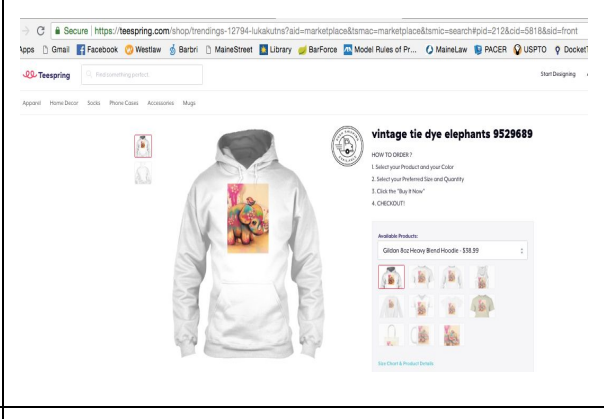 Secure | https://teespring.com/shop/trendings-12794-lukakutns?aid=marketplace&tsmac=marketplace&tsmic=search#pid=212&cid=5818&sid=front
Apps Gmail Facebook Westlaw Barbri MaineStreet Library BarForce Model Rules of Pr... MaineLaw PACER USPTO Docket
Teespring Find something perfect Start Designing
Apparel Home Decor Socks Phone Cases Accessories Mugs
vintage tie dye elephants 9529689
HOW TO ORDER ?
1. Select your Product and your Color
2. Select your Preferred Size and Quantity
3. Click the "Buy it Now"
4. CHECKOUT!
Available Products:
Gildan 8oz Heavy Blend Hoodie - $38.99
Size Chart & Product Details